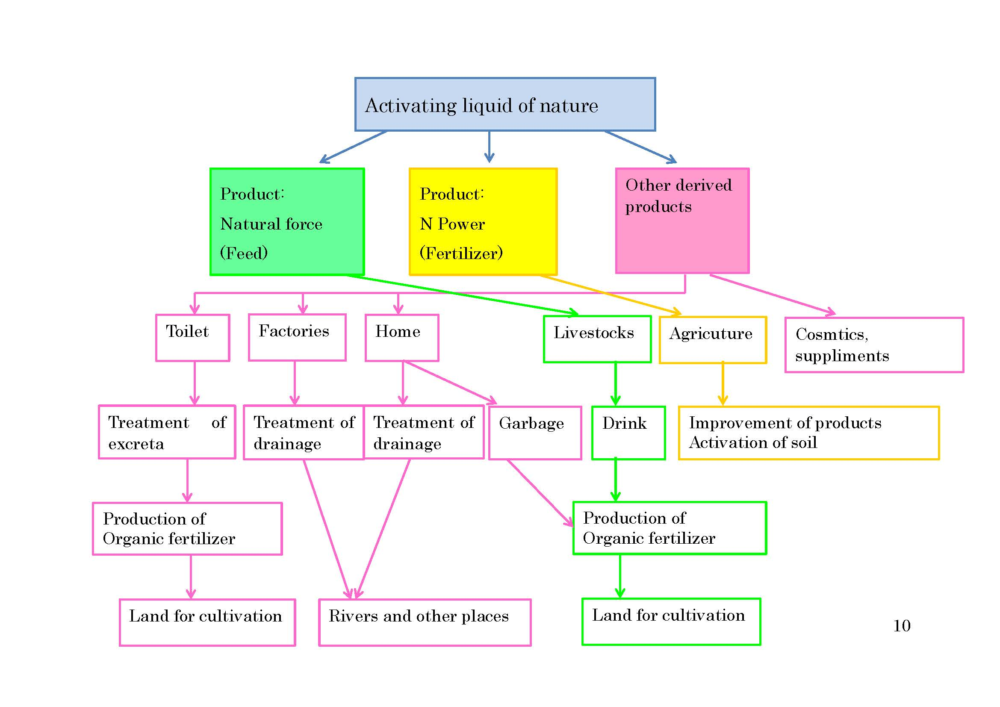 Activating liquid of nature
Product:
Natural force
(Feed)
Product:
N Power
(Fertilizer)
Other derived
products
Toilet
Factories
Home
Livestocks
Agricuture
Cosmtics,
suppliments
Treatment of
excreta
Treatment of
drainage
Treatment of
drainage
Garbage
Drink
Improvement of products
Activation of soil
Production of
Organic fertilizer
Production of
Organic fertilizer
Land for cultivation
Rivers and other places
Land for cultivation
10